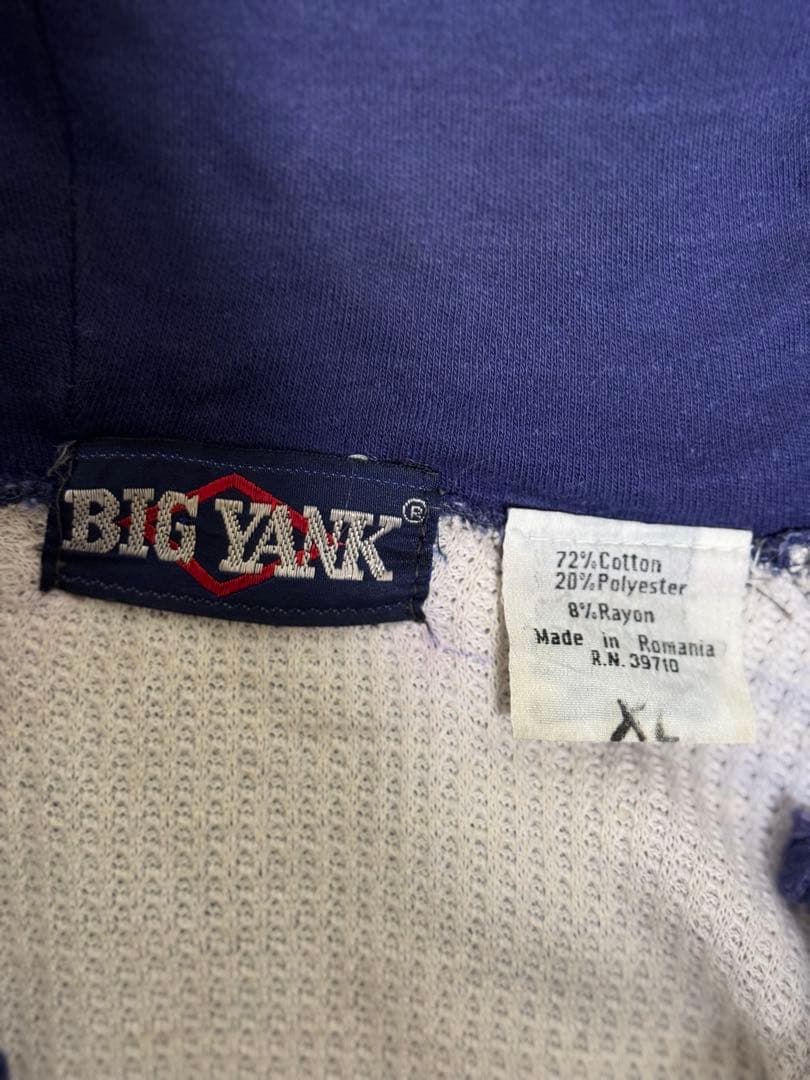 BIG YANK®
72% Cotton
20% Polyester
8% Rayon
Made in Romania
R.N. 39710
XL